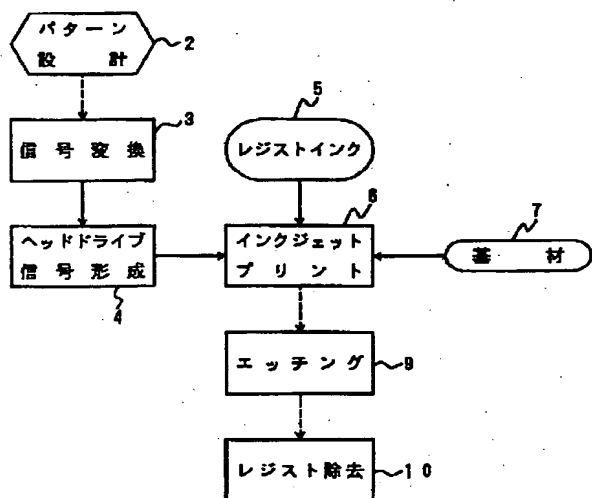 パターン
設計
2
信号変換
3
ヘッドドライブ
信号形成
4
5
レジストインク
インクジェット
プリント
6
7
基材
エッチング
9
レジスト除去
10